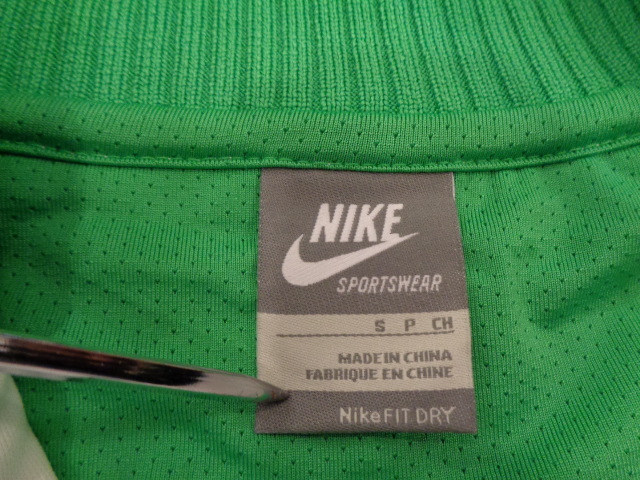 NIKE
SPORTSWEAR
S P CH
MADE IN CHINA
FABRIQUE EN CHINE
NikeFIT DRY